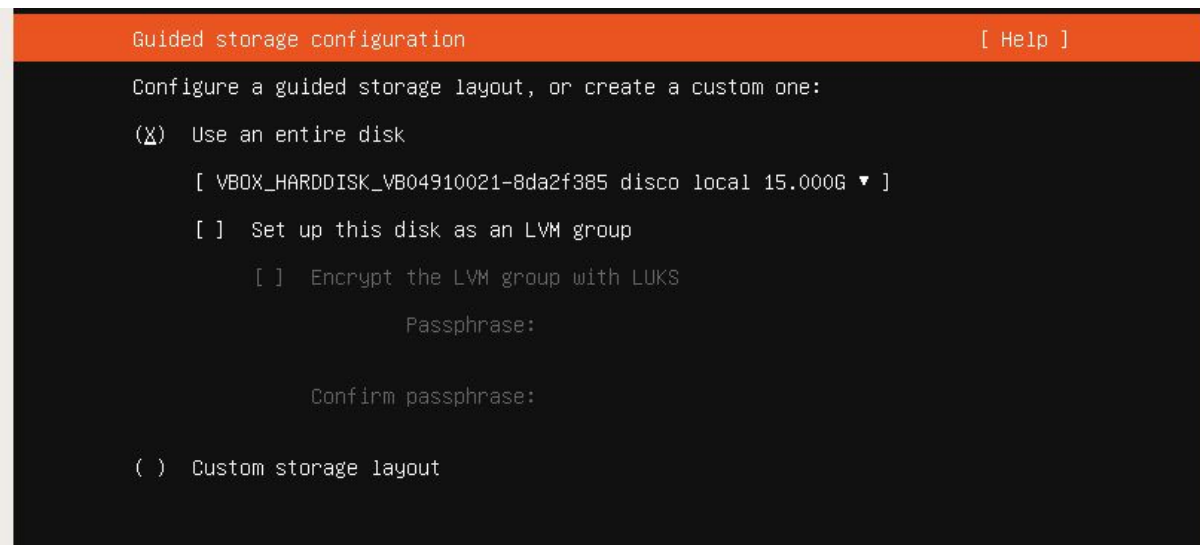 Guided storage configuration [ Help ]
Configure a guided storage layout, or create a custom one:
(X) Use an entire disk
[ VBOX_HARDDISK_VB04910021-8da2f385 disco local 15.000G ▾ ]
[ ] Set up this disk as an LVM group
[ ] Encrypt the LVM group with LUKS
Passphrase:
Confirm passphrase:
( ) Custom storage layout